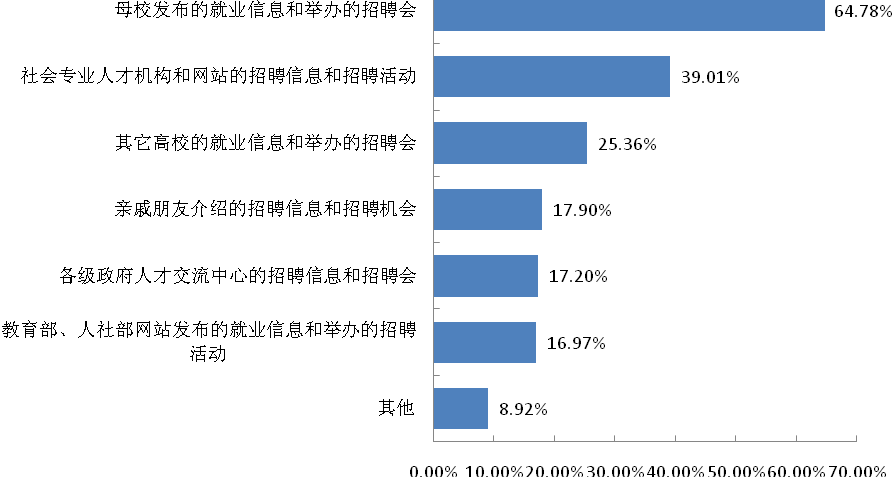 母校发布的就业信息和举办的招聘会
64.78%
社会专业人才机构和网站的招聘信息和招聘活动
39.01%
其它高校的就业信息和举办的招聘会
25.36%
亲戚朋友介绍的招聘信息和招聘机会
17.90%
各级政府人才交流中心的招聘信息和招聘会
17.20%
教育部、人社部网站发布的就业信息和举办的招聘
活动
16.97%
其他
8.92%
0.00% 10.00% 20.00% 30.00% 40.00% 50.00% 60.00% 70.00%